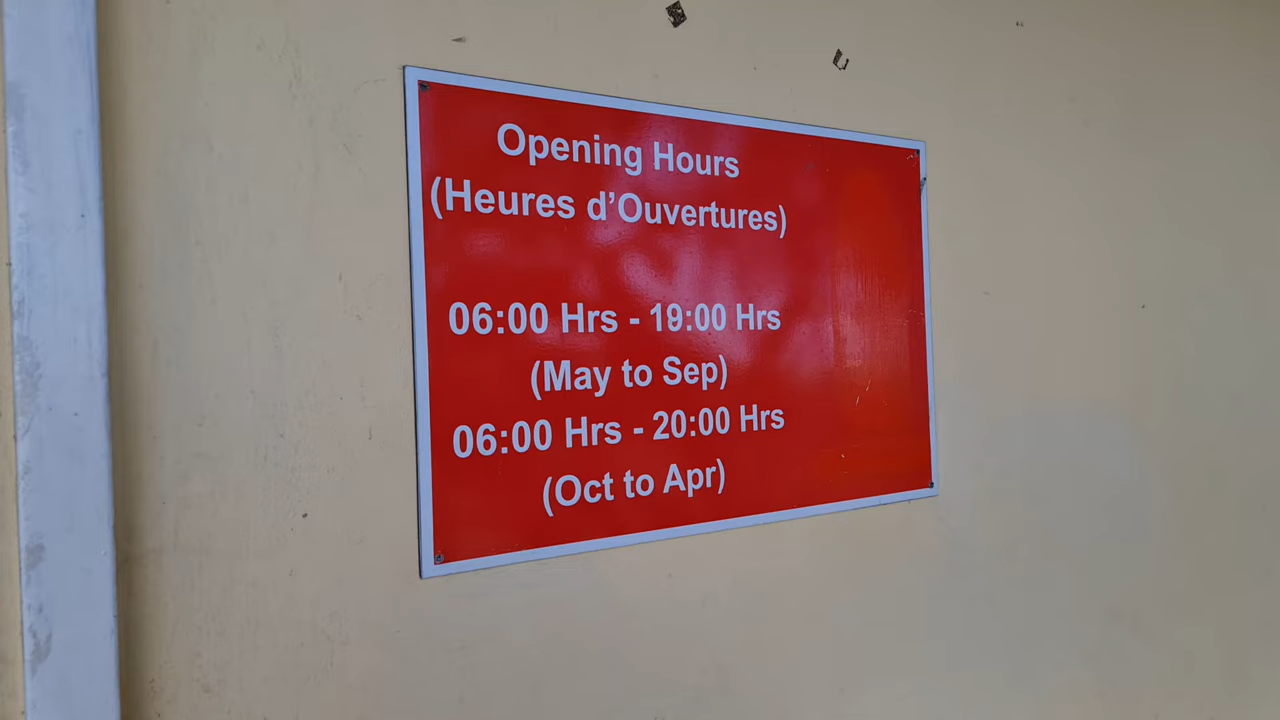 Opening Hours
(Heures d'Ouvertures)
06:00 Hrs - 19:00 Hrs
(May to Sep)
06:00 Hrs - 20:00 Hrs
(Oct to Apr)